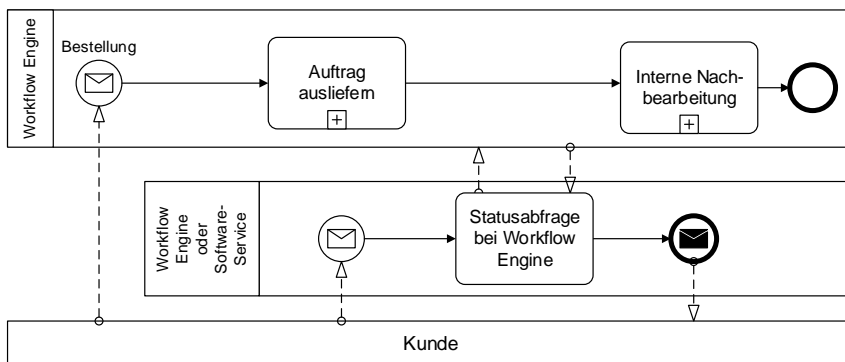 Workflow Engine
Bestellung
Auftrag
ausliefern
Interne Nach-
bearbeitung
Workflow
Engine
oder
Software-
Service
Statusabfrage
bei Workflow
Engine
Kunde